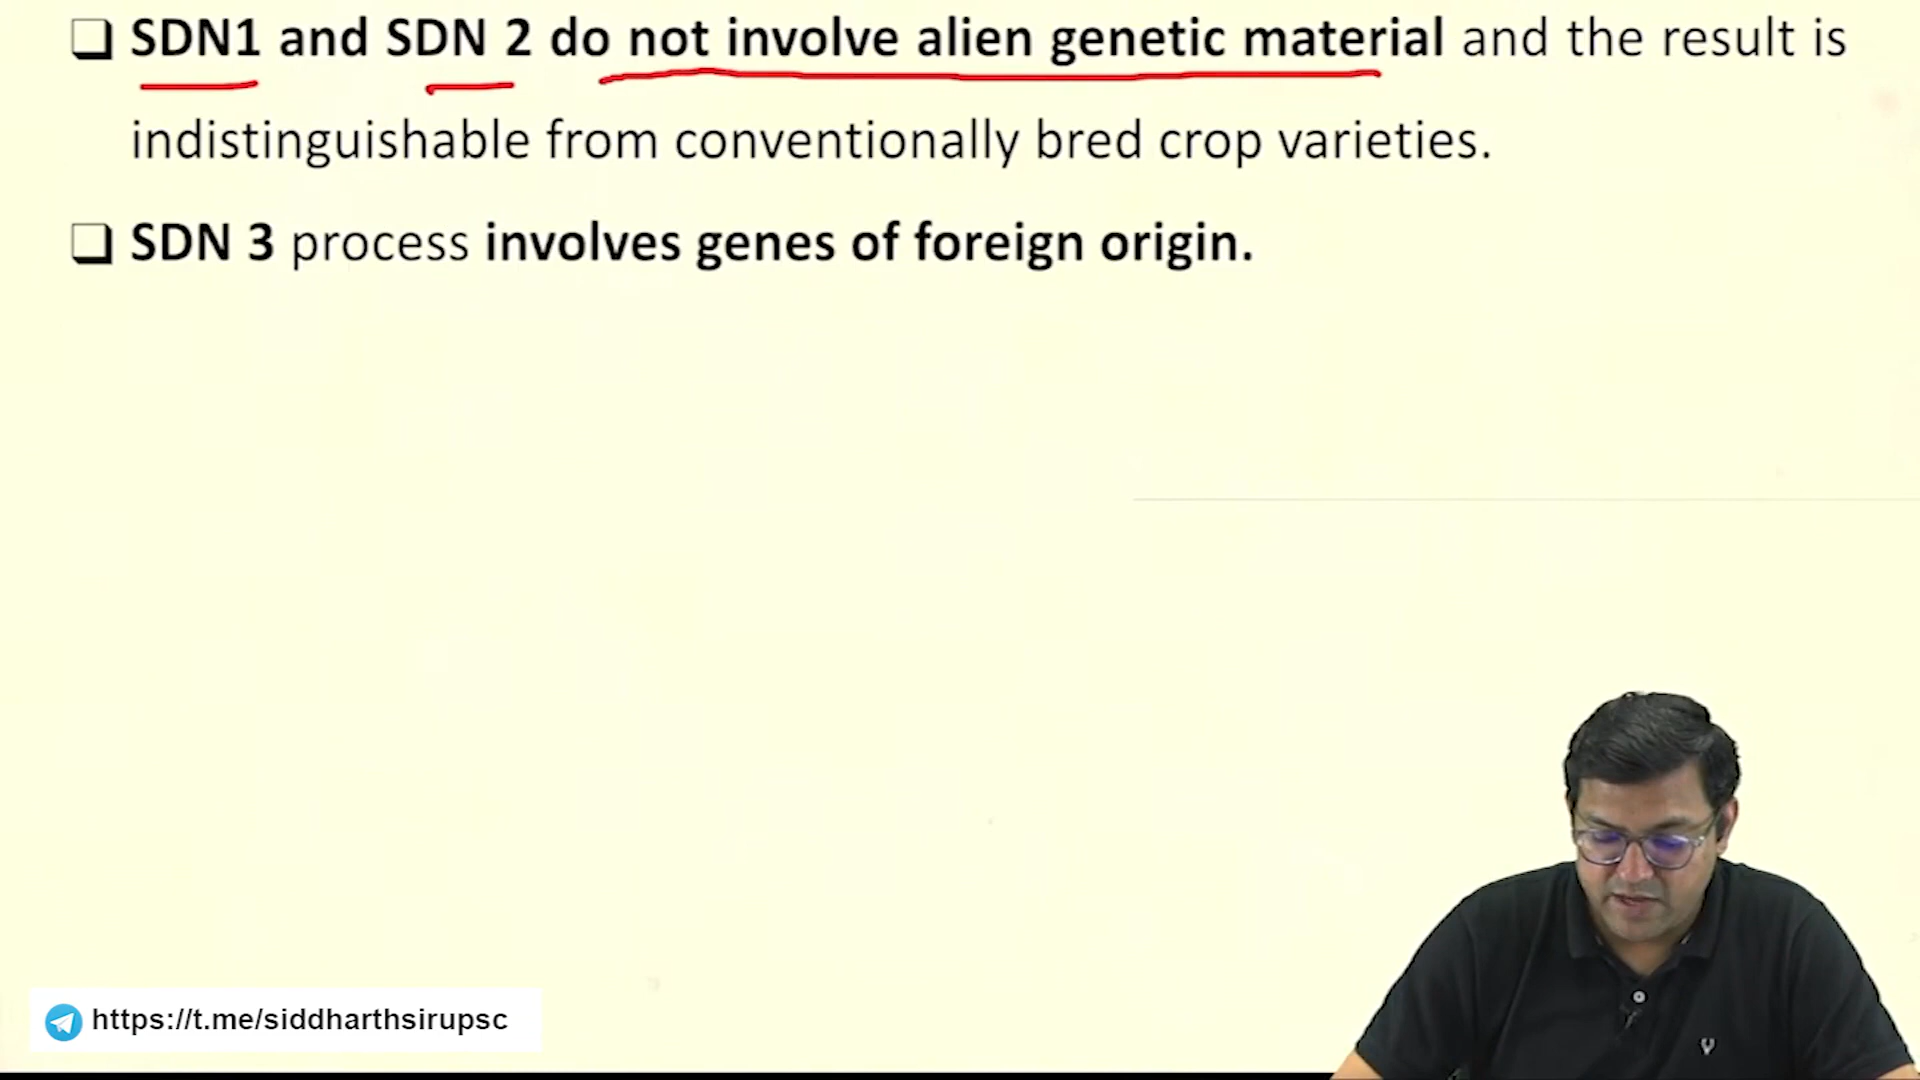 ❑ SDN1 and SDN 2 do not involve alien genetic material and the result is
indistinguishable from conventionally bred crop varieties.
❑ SDN 3 process involves genes of foreign origin.
https://t.me/siddharthsirupsc